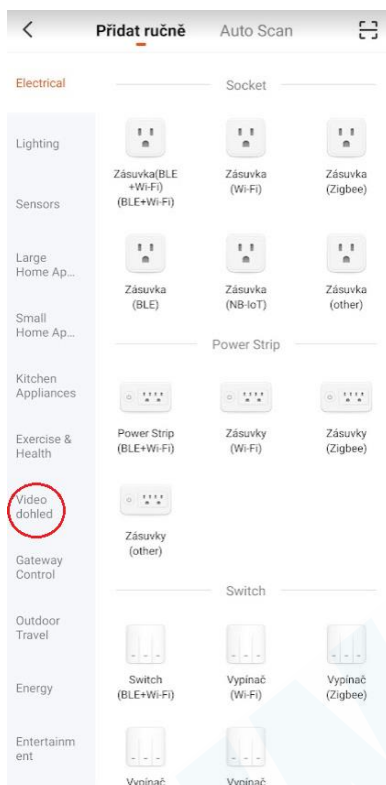 Přidat ručně Auto Scan
Electrical
Lighting
Sensors
Large
Home Ap...
Small
Home Ap...
Kitchen
Appliances
Exercise &
Health
Video
dohled
Gateway
Control
Outdoor
Travel
Energy
Entertainm
ent
Socket
Zásuvka(BLE
+Wi-Fi)
(BLE+Wi-Fi)
Zásuvka
(Wi-Fi)
Zásuvka
(Zigbee)
Zásuvka
(BLE)
Zásuvka
(NB-IoT)
Zásuvka
(other)
Power Strip
Power Strip
(BLE+Wi-Fi)
Zásuvky
(Wi-Fi)
Zásuvky
(Zigbee)
Zásuvky
(other)
Switch
Switch
(BLE+Wi-Fi)
Vypínač
(Wi-Fi)
Vypínač
(Zigbee)
Vypínač
Vypínač